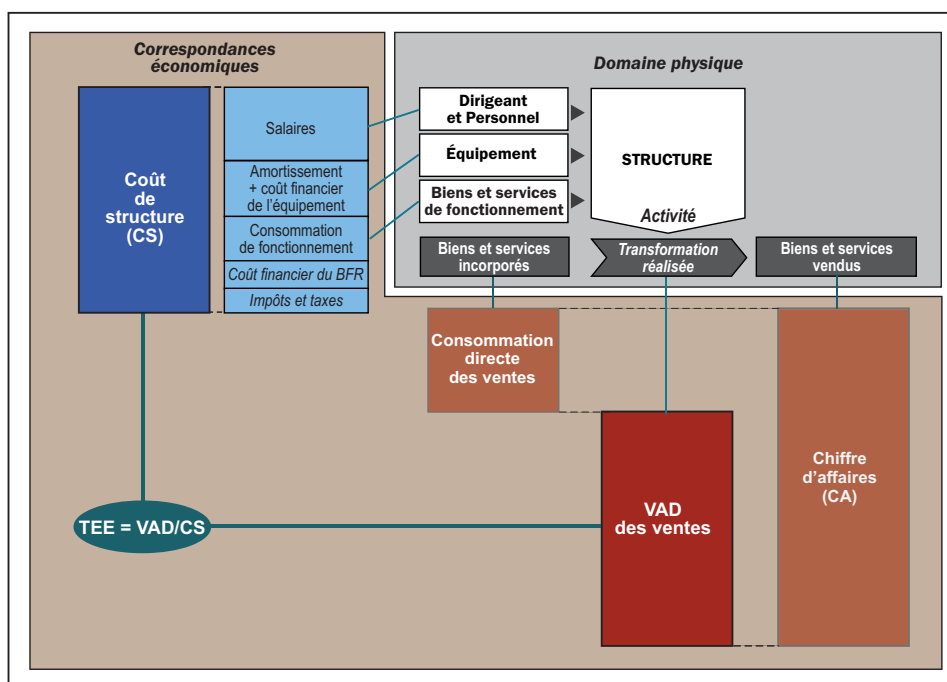 Correspondances
économiques
Domaine physique
Coût
de
structure
(CS)
Salaires
Amortissement
+ coût financier
de l'équipement
Consommation
de fonctionnement
Coût financier du BFR
Impôts et taxes
Dirigeant
et Personnel
Équipement
Biens et services
de fonctionnement
STRUCTURE
Activité
Biens et services
incorporés
Transformation
réalisée
Biens et services
vendus
Consommation
directe
des ventes
Chiffre
d'affaires
(CA)
VAD
des ventes
TEE = VAD/CS